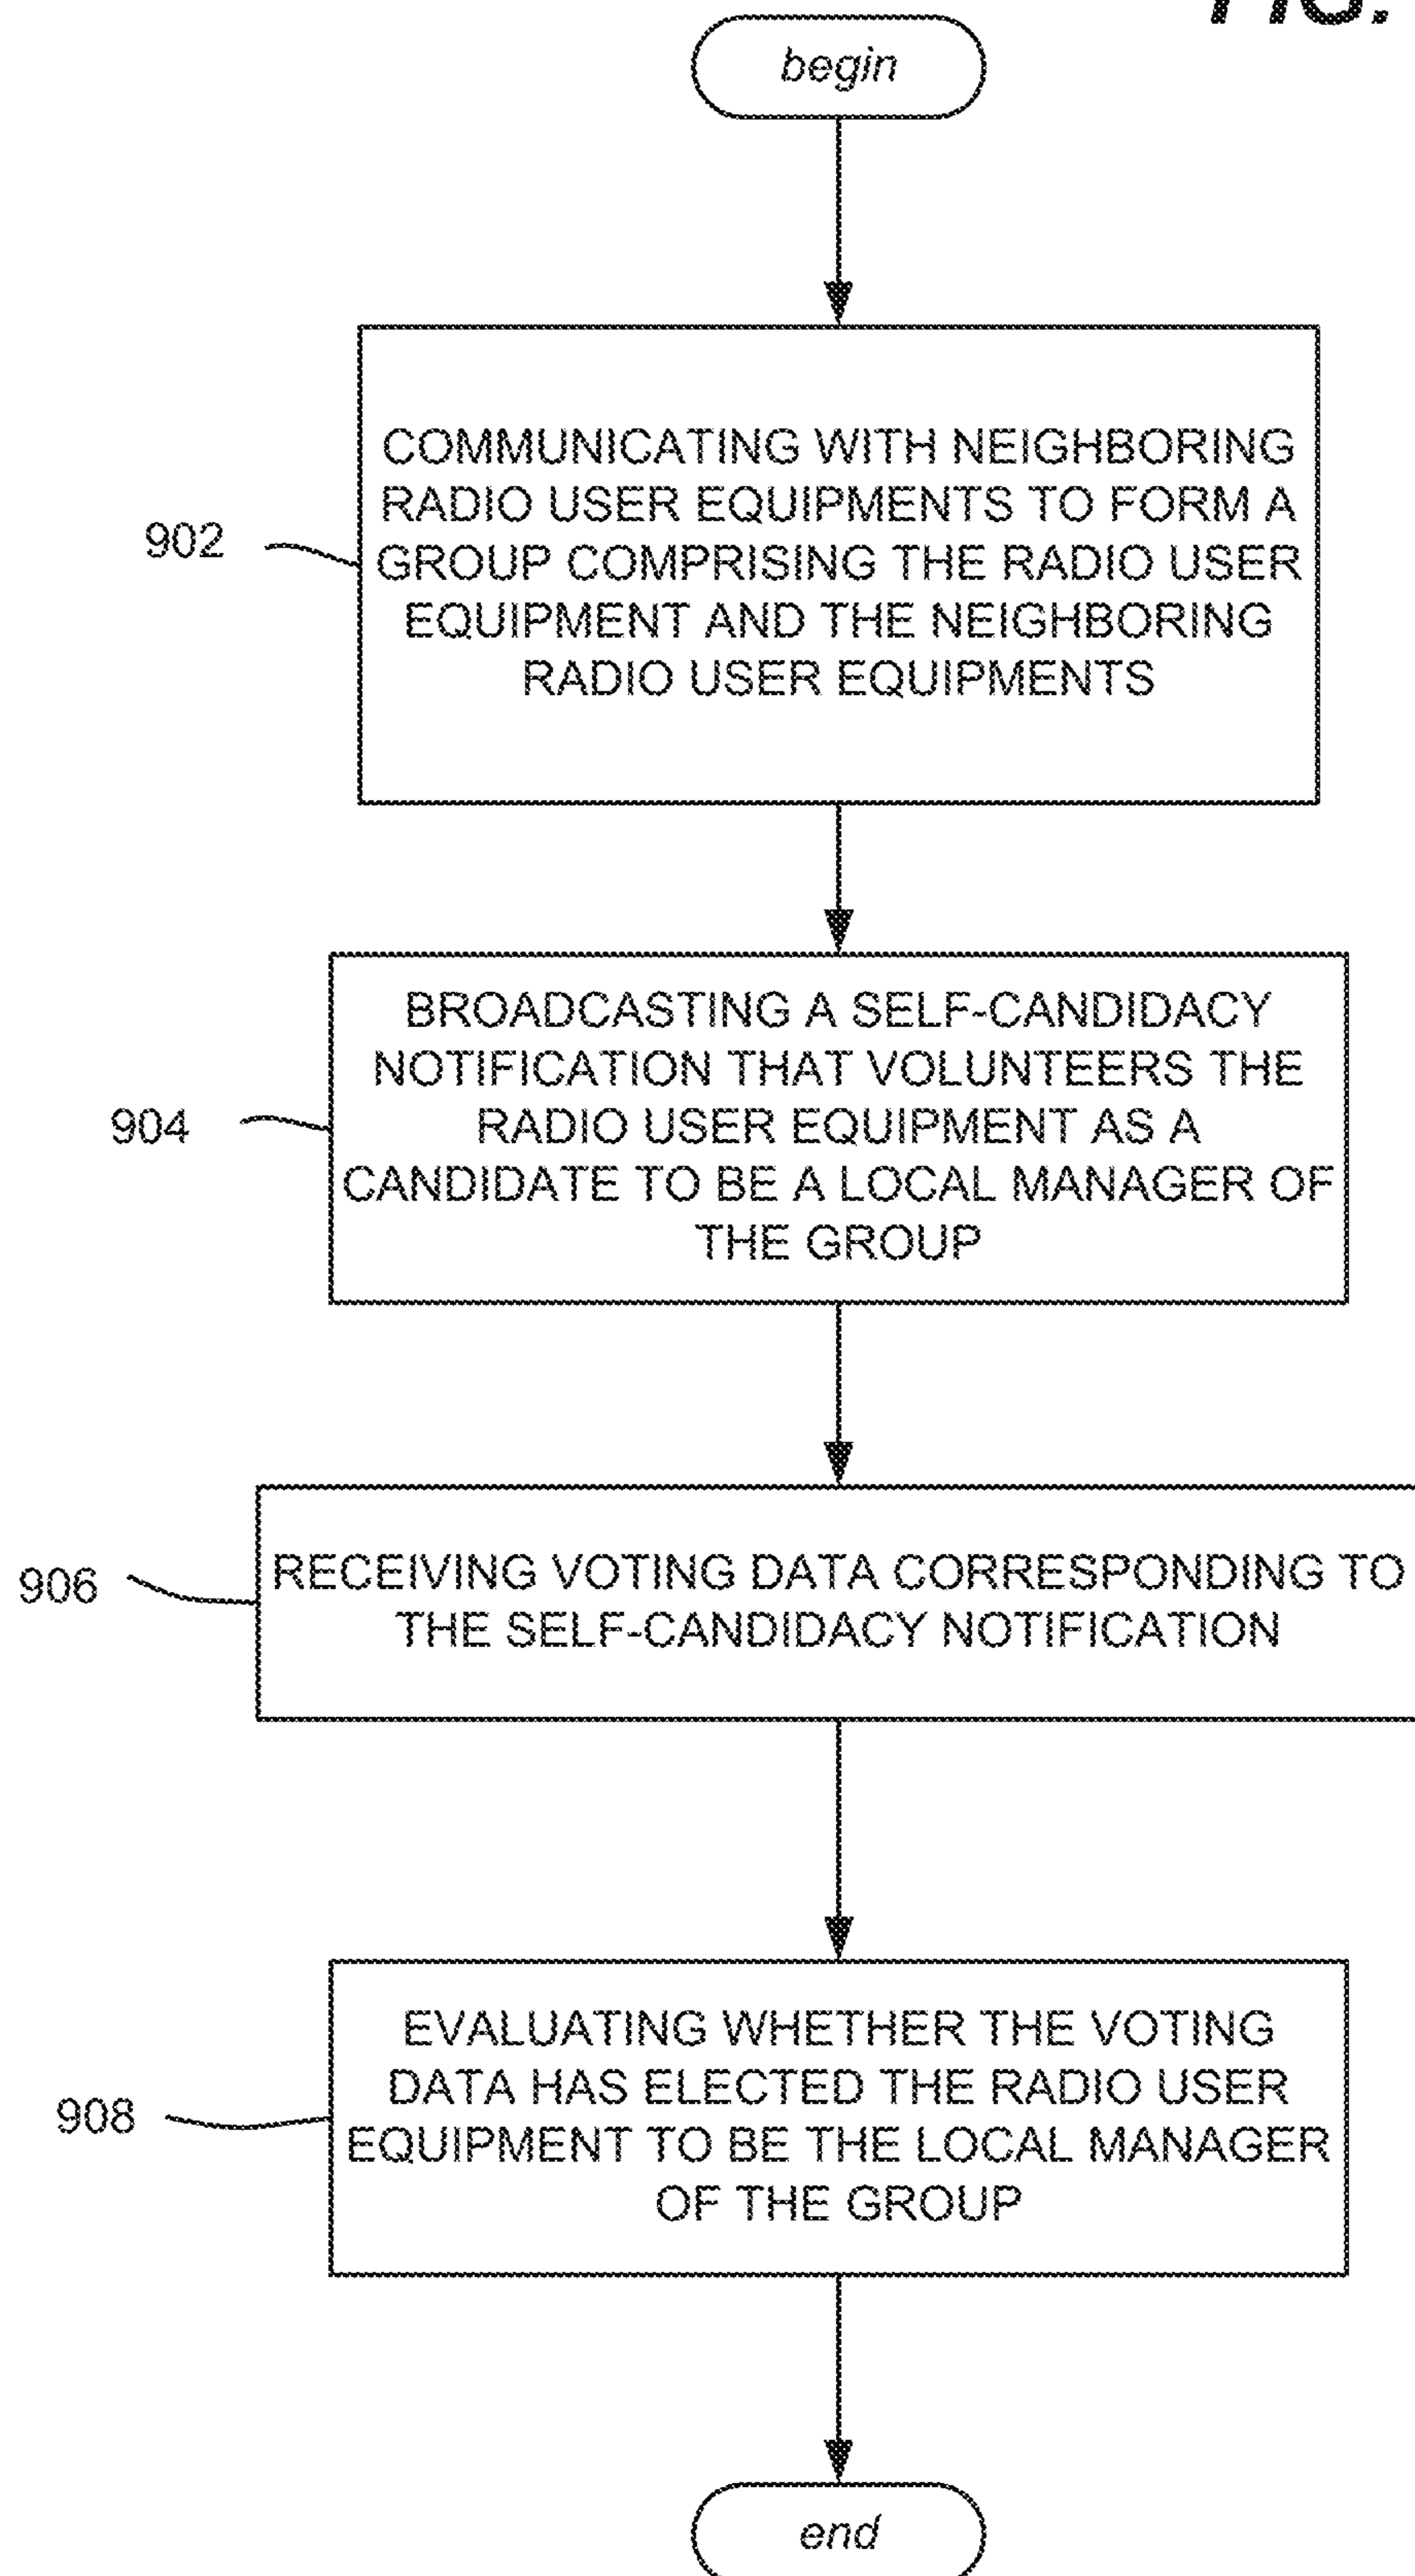 FIG.
begin
COMMUNICATING WITH NEIGHBORING
RADIO USER EQUIPMENTS TO FORM A
GROUP COMPRISING THE RADIO USER
EQUIPMENT AND THE NEIGHBORING
RADIO USER EQUIPMENTS
902
BROADCASTING A SELF-CANDIDACY
NOTIFICATION THAT VOLUNTEERS THE
RADIO USER EQUIPMENT AS A
CANDIDATE TO BE A LOCAL MANAGER OF
THE GROUP
904
RECEIVING VOTING DATA CORRESPONDING TO
THE SELF-CANDIDACY NOTIFICATION
906
EVALUATING WHETHER THE VOTING
DATA HAS ELECTED THE RADIO USER
EQUIPMENT TO BE THE LOCAL MANAGER
OF THE GROUP
908
end